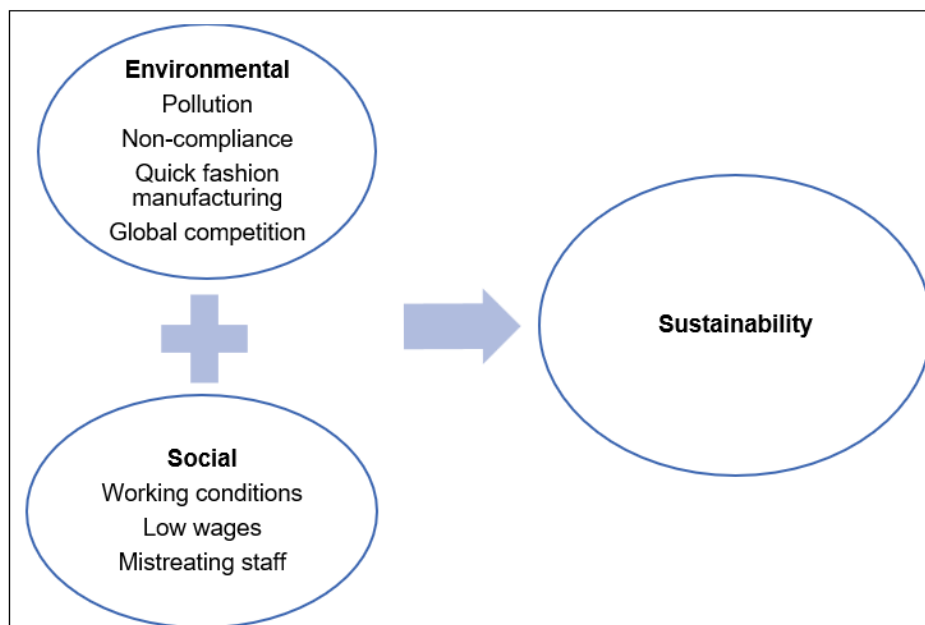 Environmental
Pollution
Non-compliance
Quick fashion
manufacturing
Global competition
Social
Working conditions
Low wages
Mistreating staff
Sustainability